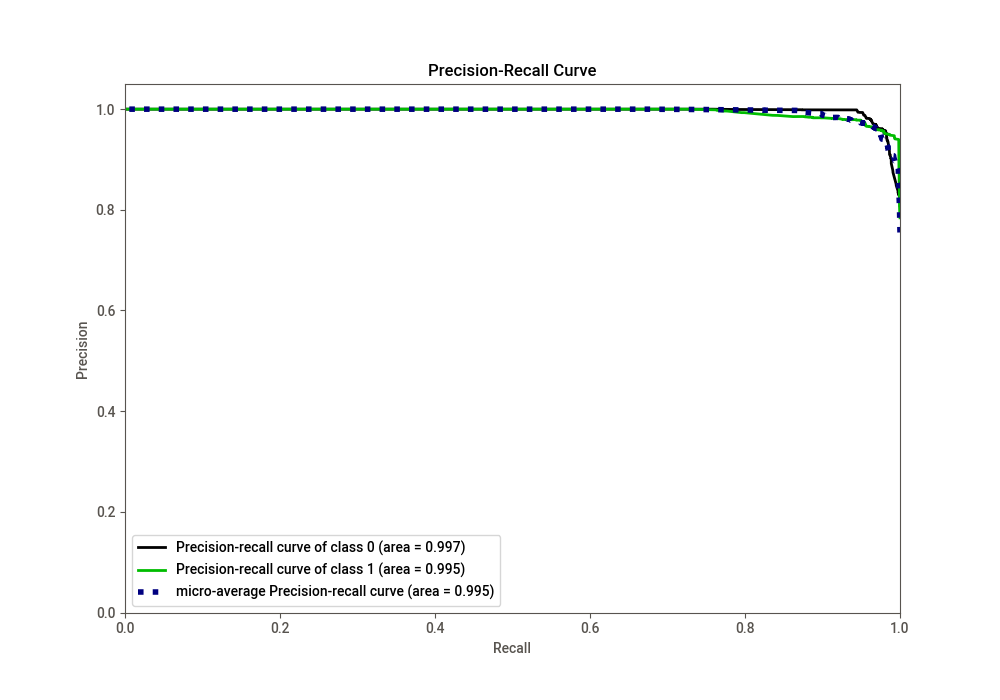 Precision-Recall Curve
1.0
0.8
0.6
0.4
0.2
0.0
Precision
Precision-recall curve of class 0 (area = 0.997)
Precision-recall curve of class 1 (area = 0.995)
micro-average Precision-recall curve (area = 0.995)
0.0 0.2 0.4 0.6 0.8 1.0
Recall